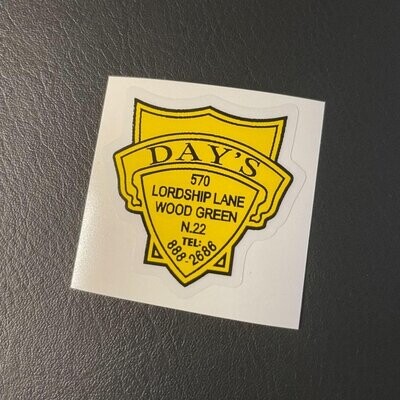 DAY'S
570
LORDSHIP LANE
WOOD GREEN
N.22
TEL:
888-2686